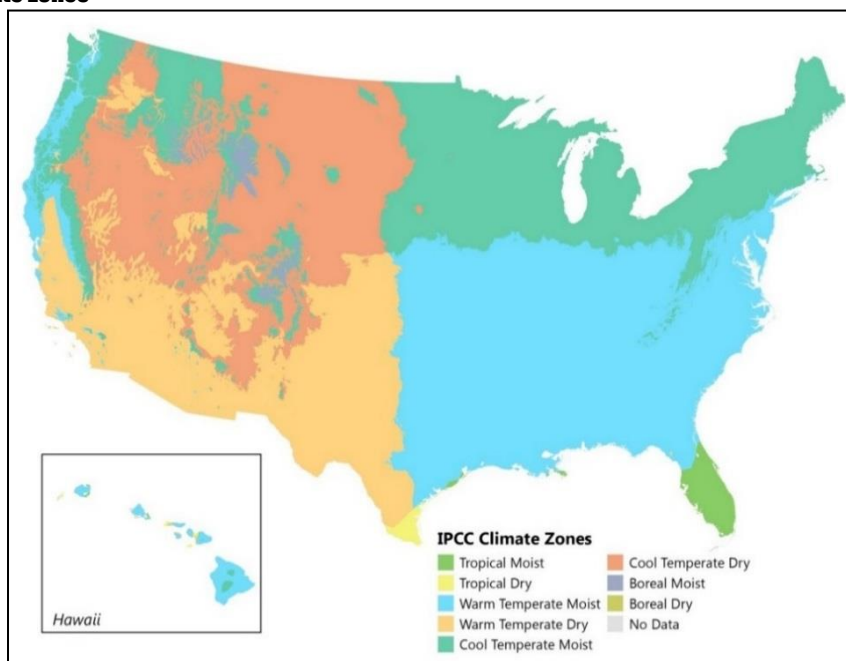 Hawaii
IPCC Climate Zones
Tropical Moist
Tropical Dry
Warm Temperate Moist
Warm Temperate Dry
Cool Temperate Moist
Cool Temperate Dry
Boreal Moist
Boreal Dry
No Data